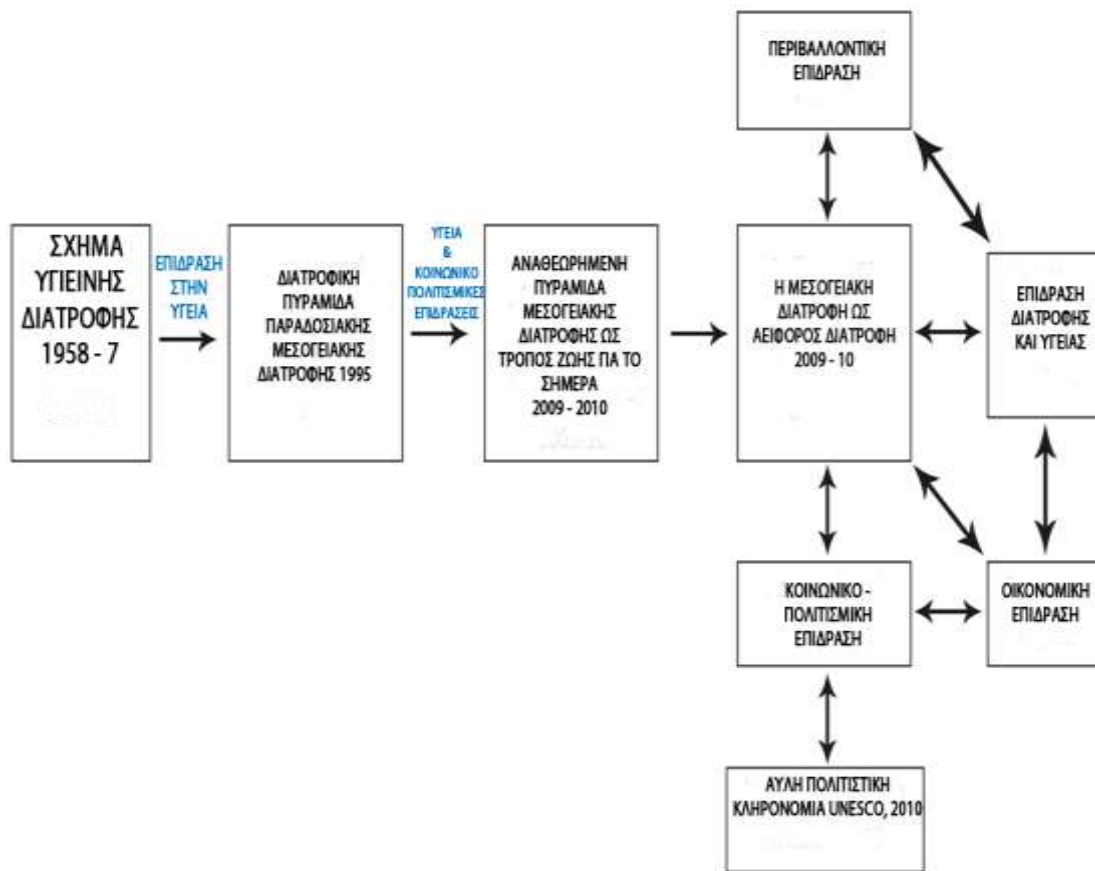 ΠΕΡΙΒΑΛΛΟΝΤΙΚΗ
ΕΠΙΔΡΑΣΗ
ΣΧΗΜΑ
ΥΓΙΕΙΝΗΣ
ΔΙΑΤΡΟΦΗΣ
1958 - 7
ΕΠΙΔΡΑΣΗ
ΣΤΗΝ
ΥΓΕΙΑ
ΔΙΑΤΡΟΦΙΚΗ
ΠΥΡΑΜΙΔΑ
ΠΑΡΑΔΟΣΙΑΚΗΣ
ΜΕΣΟΓΕΙΑΚΗΣ
ΔΙΑΤΡΟΦΗΣ 1995
ΥΓΕΙΑ
&
ΚΟΙΝΩΝΙΚΟ
ΠΟΛΙΤΙΣΜΙΚΕΣ
ΕΠΙΔΡΑΣΕΙΣ
ΑΝΑΘΕΩΡΗΜΕΝΗ
ΠΥΡΑΜΙΔΑ
ΜΕΣΟΓΕΙΑΚΗΣ
ΔΙΑΤΡΟΦΗΣ ΩΣ
ΤΡΟΠΟΣ ΖΩΗΣ ΓΙΑ ΤΟ
ΣΗΜΕΡΑ
2009 - 2010
Η ΜΕΣΟΓΕΙΑΚΗ
ΔΙΑΤΡΟΦΗ ΩΣ
ΑΕΙΦΟΡΟΣ ΔΙΑΤΡΟΦΗ
2009 - 10
ΕΠΙΔΡΑΣΗ
ΔΙΑΤΡΟΦΗΣ
ΚΑΙ ΥΓΕΙΑΣ
ΚΟΙΝΩΝΙΚΟ -
ΠΟΛΙΤΙΣΜΙΚΗ
ΕΠΙΔΡΑΣΗ
ΟΙΚΟΝΟΜΙΚΗ
ΕΠΙΔΡΑΣΗ
ΑΥΛΗ ΠΟΛΙΤΙΣΤΙΚΗ
ΚΛΗΡΟΝΟΜΙΑ UNESCO, 2010